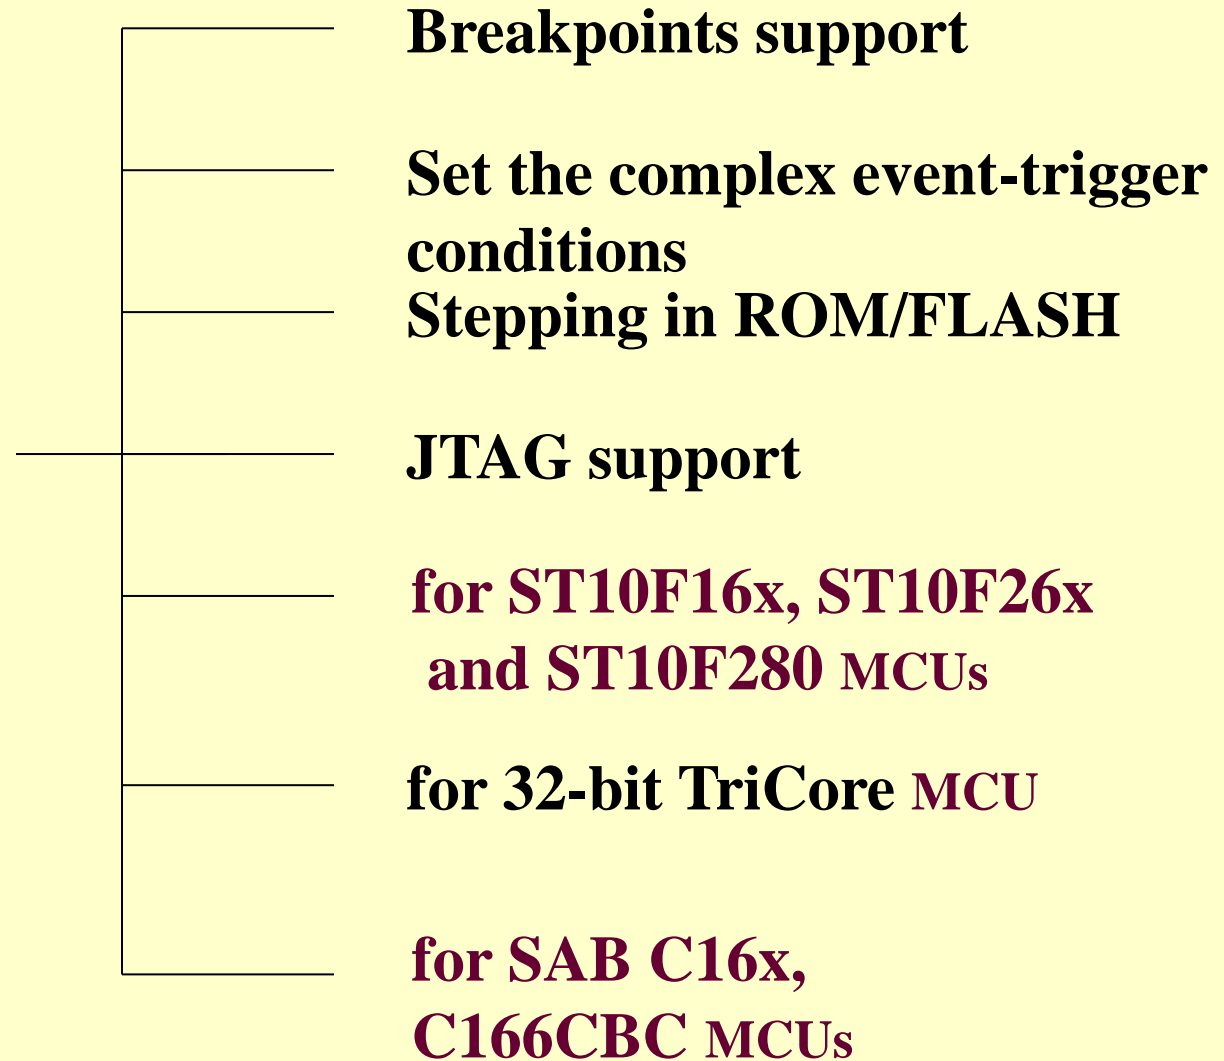 Breakpoints support
Set the complex event-trigger
conditions
Stepping in ROM/FLASH
JTAG support
for ST10F16x, ST10F26x
and ST10F280 MCUs
for 32-bit TriCore MCU
for SAB C16x,
C166CBC MCUs